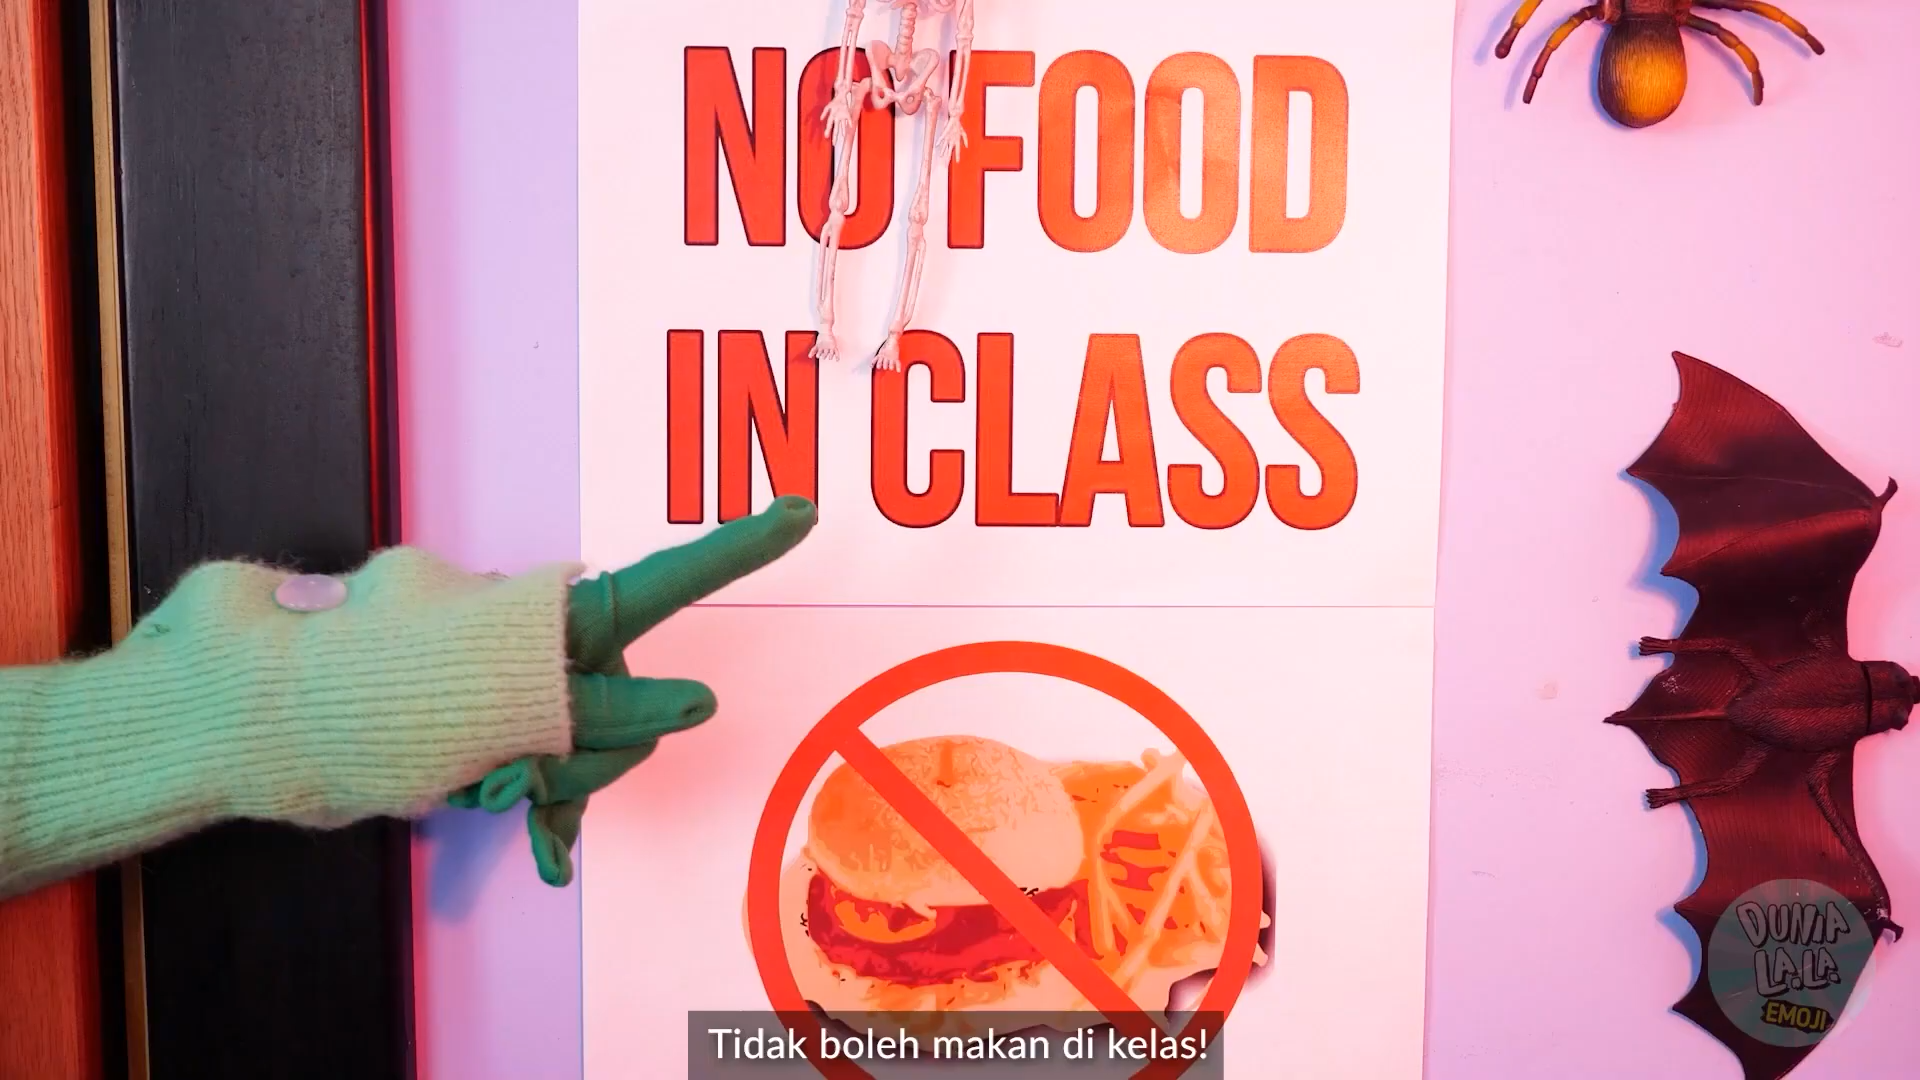 NO FOOD
IN CLASS
DUNIA
LA.LA.
EMOJI
Tidak boleh makan di kelas!